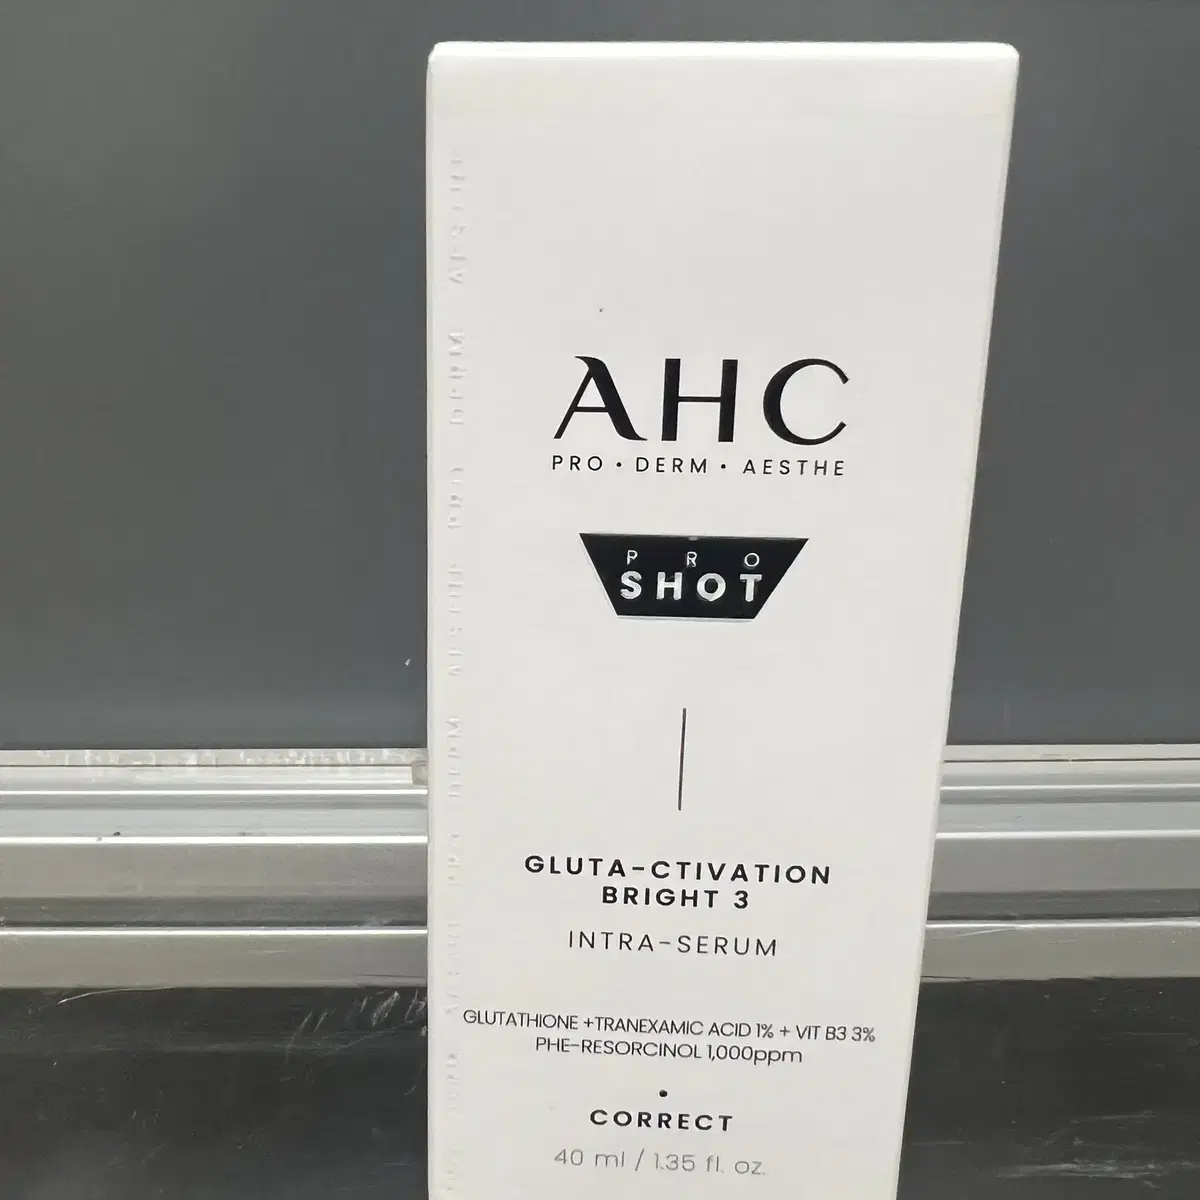 AHC
PRO • DERM • AESTHE
PRO
SHOT
GLUTA-CTIVATION
BRIGHT 3
INTRA-SERUM
GLUTATHIONE +TRANEXAMIC ACID 1% + VIT B3 3%
PHE-RESORCINOL 1,000ppm
•
CORRECT
40 ml / 1.35 fl. oz.